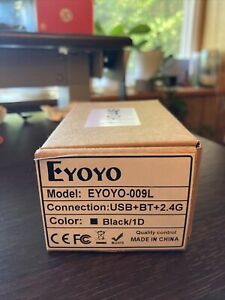 EYOYO
Model: EYOYO-009L
Connection:USB+BT+2.4G
Color: Black/1D
Quality control
CE FC RoHS MADE IN CHINA